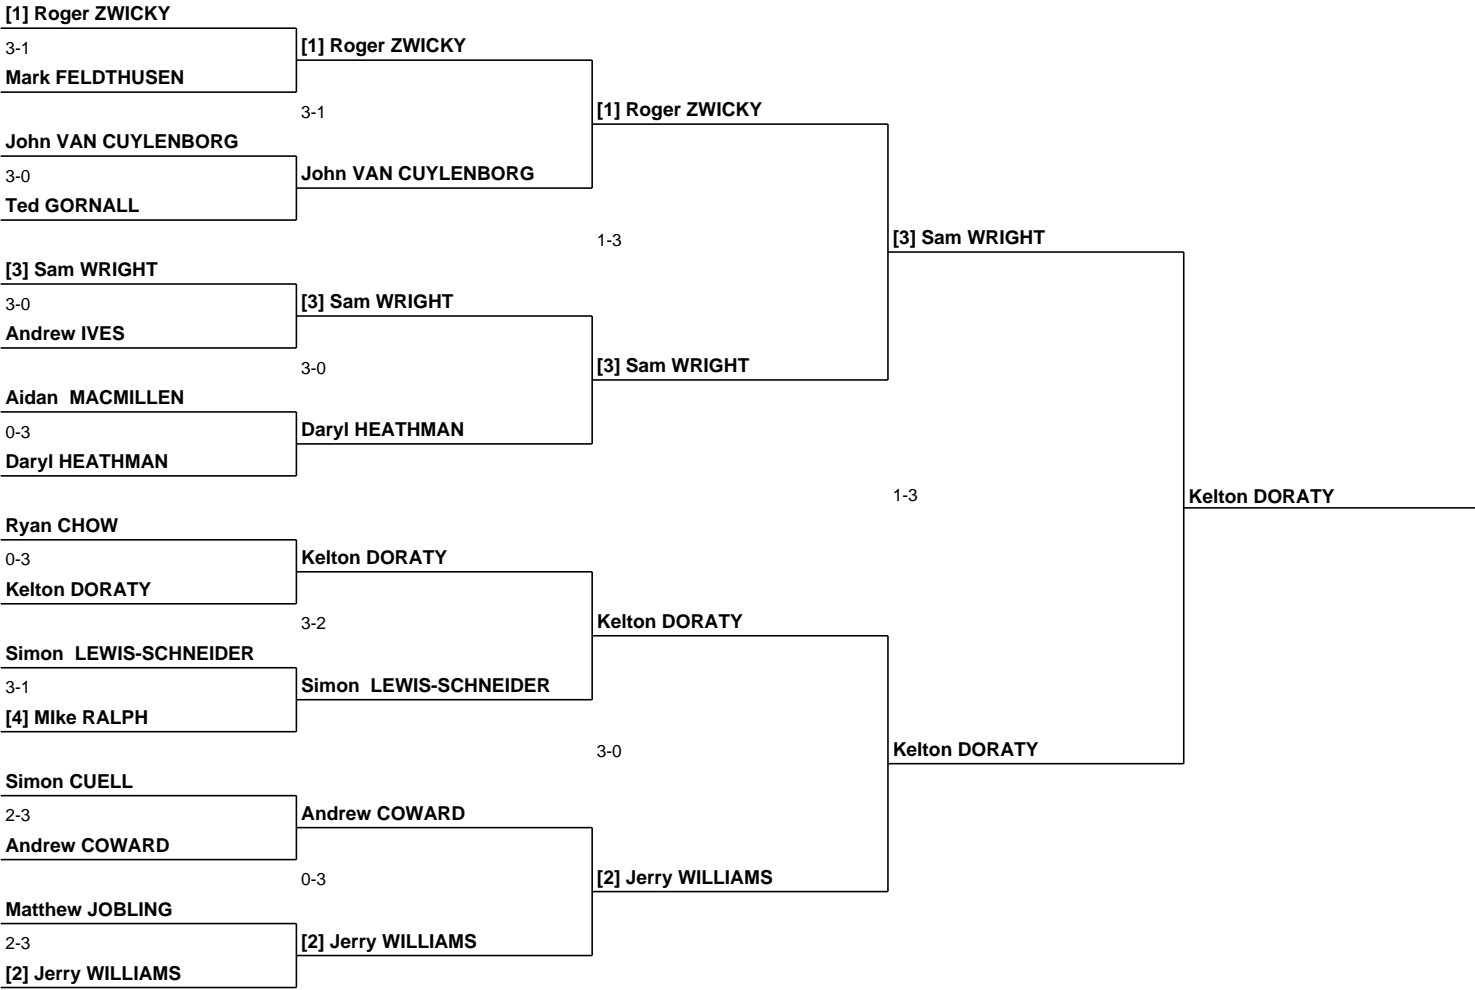 [1] Roger ZWICKY
3-1
[1] Roger ZWICKY
Mark FELDTHUSEN
3-1
[1] Roger ZWICKY
John VAN CUYLENBORG
3-0
John VAN CUYLENBORG
Ted GORNALL
1-3
[3] Sam WRIGHT
[3] Sam WRIGHT
3-0
[3] Sam WRIGHT
Andrew IVES
3-0
[3] Sam WRIGHT
Aidan  MACMILLEN
0-3
Daryl HEATHMAN
Daryl HEATHMAN
1-3
Kelton DORATY
Ryan CHOW
0-3
Kelton DORATY
Kelton DORATY
3-2
Kelton DORATY
Simon  LEWIS-SCHNEIDER
3-1
Simon  LEWIS-SCHNEIDER
[4] MIke RALPH
3-0
Kelton DORATY
Simon CUELL
2-3
Andrew COWARD
Andrew COWARD
0-3
[2] Jerry WILLIAMS
Matthew JOBLING
2-3
[2] Jerry WILLIAMS
[2] Jerry WILLIAMS